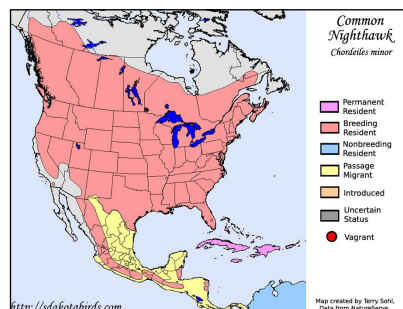 Common
Nighthawk
Chordeiles minor
Permanent
Resident
Breeding
Resident
Nonbreeding
Resident
Passage
Migrant
Introduced
Uncertain
Status
Vagrant
http://sdakotabirds.com
Map created by Terry Sohl,
Data from NatureServe